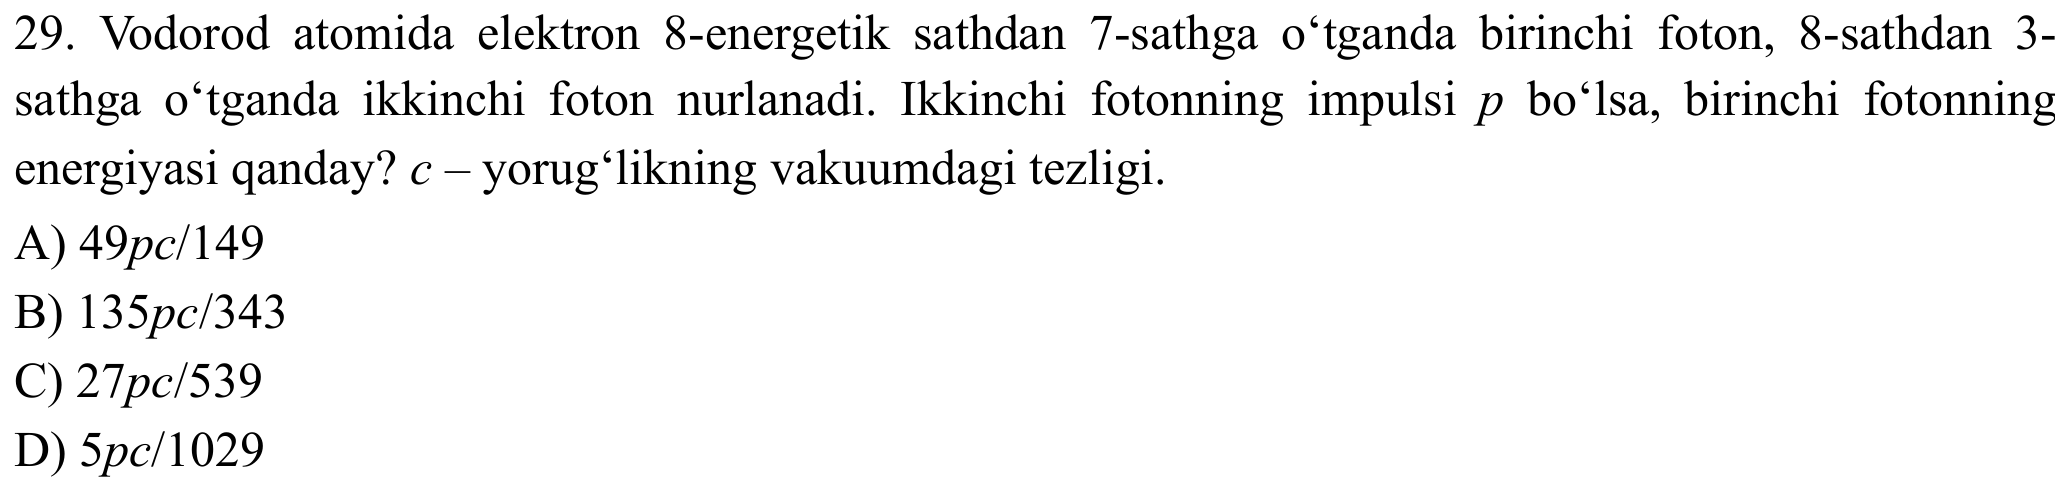 29. Vodorod atomida elektron 8-energetik sathdan 7-sathga o‘tganda birinchi foton, 8-sathdan 3-
sathga o‘tganda ikkinchi foton nurlanadi. Ikkinchi fotonning impulsi p bo‘lsa, birinchi fotonning
energiyasi qanday? c – yorug‘likning vakuumdagi tezligi.
A) 49pc/149
B) 135pc/343
C) 27pc/539
D) 5pc/1029